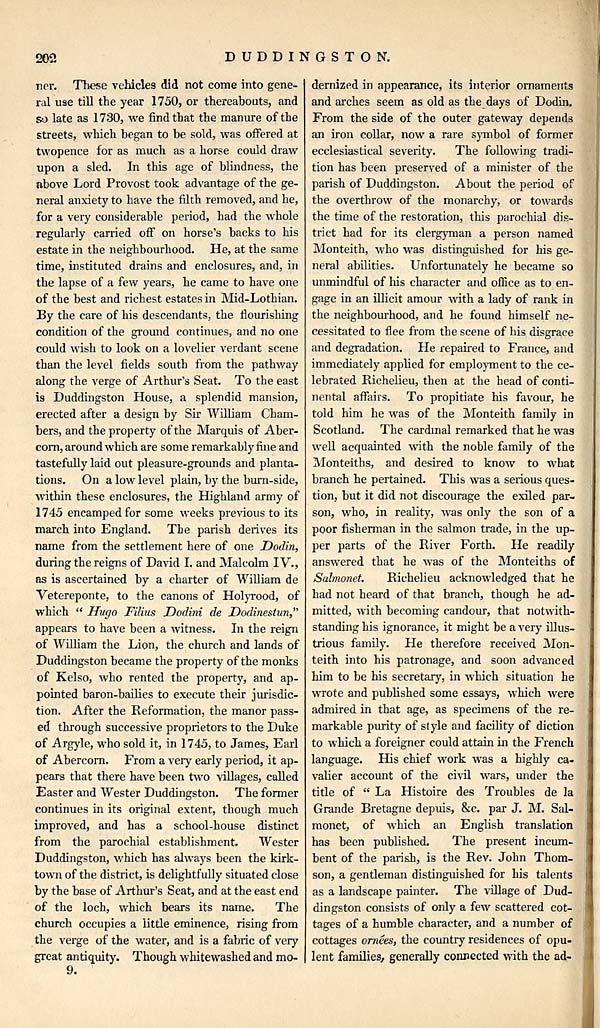 202
DUDDINGSTON.
ner. These vehicles did not come into gene-
ral use till the year 1750, or thereabouts, and
so late as 1730, we find that the manure of the
streets, which began to be sold, was offered at
twopence for as much as a horse could draw
upon a sled. In this age of blindness, the
above Lord Provost took advantage of the ge-
neral anxiety to have the filth removed, and he,
for a very considerable period, had the whole
regularly carried off on horse's backs to his
estate in the neighbourhood. He, at the same
time, instituted drains and enclosures, and, in
the lapse of a few years, he came to have one
of the best and richest estates in Mid-Lothian.
By the care of his descendants, the flourishing
condition of the ground continues, and no one
could wish to look on a lovelier verdant scene
than the level fields south from the pathway
along the verge of Arthur's Seat. To the east
is Duddingston House, a splendid mansion,
erected after a design by Sir William Cham-
bers, and the property of the Marquis of Aber-
corn, around which are some remarkably fine and
tastefully laid out pleasure-grounds and planta-
tions. On a low level plain, by the burn-side,
within these enclosures, the Highland army of
1745 encamped for some weeks previous to its
march into England. The parish derives its
name from the settlement here of one Dodin,
during the reigns of David I. and Malcolm IV.,
as is ascertained by a charter of William de
Vetereponte, to the canons of Holyrood, of
which " Hugo Filius Dodini de Dodinestun,"
appears to have been a witness. In the reign
of William the Lion, the church and lands of
Duddingston became the property of the monks
of Kelso, who rented the property, and ap-
pointed baron-bailies to execute their jurisdic-
tion. After the Reformation, the manor pass-
ed through successive proprietors to the Duke
of Argyle, who sold it, in 1745, to James, Earl
of Abercorn. From a very early period, it ap-
pears that there have been two villages, called
Easter and Wester Duddingston. The former
continues in its original extent, though much
improved, and has a school-house distinct
from the parochial establishment. Wester
Duddingston, which has always been the kirk-
town of the district, is delightfully situated close
by the base of Arthur's Seat, and at the east end
of the loch, which bears its name. The
church occupies a little eminence, rising from
the verge of the water, and is a fabric of very
great antiquity. Though whitewashed and mo-
9.
dernized in appearance, its interior ornaments
and arches seem as old as the days of Dodin.
From the side of the outer gateway depends
an iron collar, now a rare symbol of former
ecclesiastical severity. The following tradi-
tion has been preserved of a minister of the
parish of Duddingston. About the period of
the overthrow of the monarchy, or towards
the time of the restoration, this parochial dis-
trict had for its clergyman a person named
Monteith, who was distinguished for his ge-
neral abilities. Unfortunately he became so
unmindful of his character and office as to en-
gage in an illicit amour with a lady of rank in
the neighbourhood, and he found himself ne-
cessitated to flee from the scene of his disgrace
and degradation. He repaired to France, and
immediately applied for employment to the ce-
lebrated Richelieu, then at the head of conti-
nental affairs. To propitiate his favour, he
told him he was of the Monteith family in
Scotland. The cardinal remarked that he was
well acquainted with the noble family of the
Monteiths, and desired to know to what
branch he pertained. This was a serious ques-
tion, but it did not discourage the exiled par-
son, who, in reality, was only the son of a
poor fisherman in the salmon trade, in the up-
per parts of the River Forth. He readily
answered that he was of the Monteiths of
Salmonet. Richelieu acknowledged that he
had not heard of that branch, though he ad-
mitted, with becoming candour, that notwith-
standing his ignorance, it might be a very illus-
trious family. He therefore received Mon-
teith into his patronage, and soon advanced
him to be his secretary, in which situation he
wrote and published some essays, which were
admired in that age, as specimens of the re-
markable purity of style and facility of diction
to which a foreigner could attain in the French
language. His chief work was a highly ca-
valier account of the civil wars, under the
title of " La Histoire des Troubles de la
Grande Bretagne depuis, &c. par J. M. Sal-
monet, of which an English translation
has been published. The present incum-
bent of the parish, is the Rev. John Thom-
son, a gentleman distinguished for his talents
as a landscape painter. The village of Dud-
dingston consists of only a few scattered cot-
tages of a humble character, and a number of
cottages ornées, the country residences of opu-
lent families, generally connected with the ad-